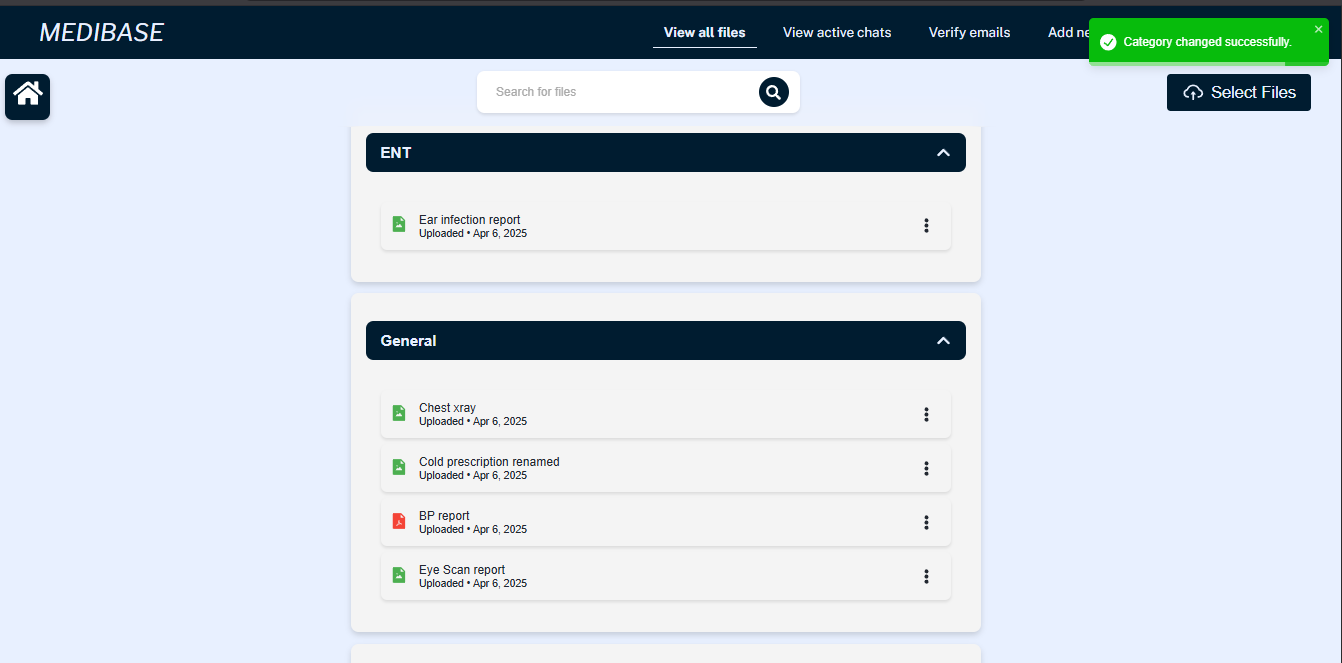 MEDIBASE
View all files
View active chats
Verify emails
Add ne
Category changed successfully.
Search for files
Select Files
ENT
Ear infection report
Uploaded • Apr 6, 2025
General
Chest xray
Uploaded • Apr 6, 2025
Cold prescription renamed
Uploaded • Apr 6, 2025
BP report
Uploaded • Apr 6, 2025
Eye Scan report
Uploaded • Apr 6, 2025